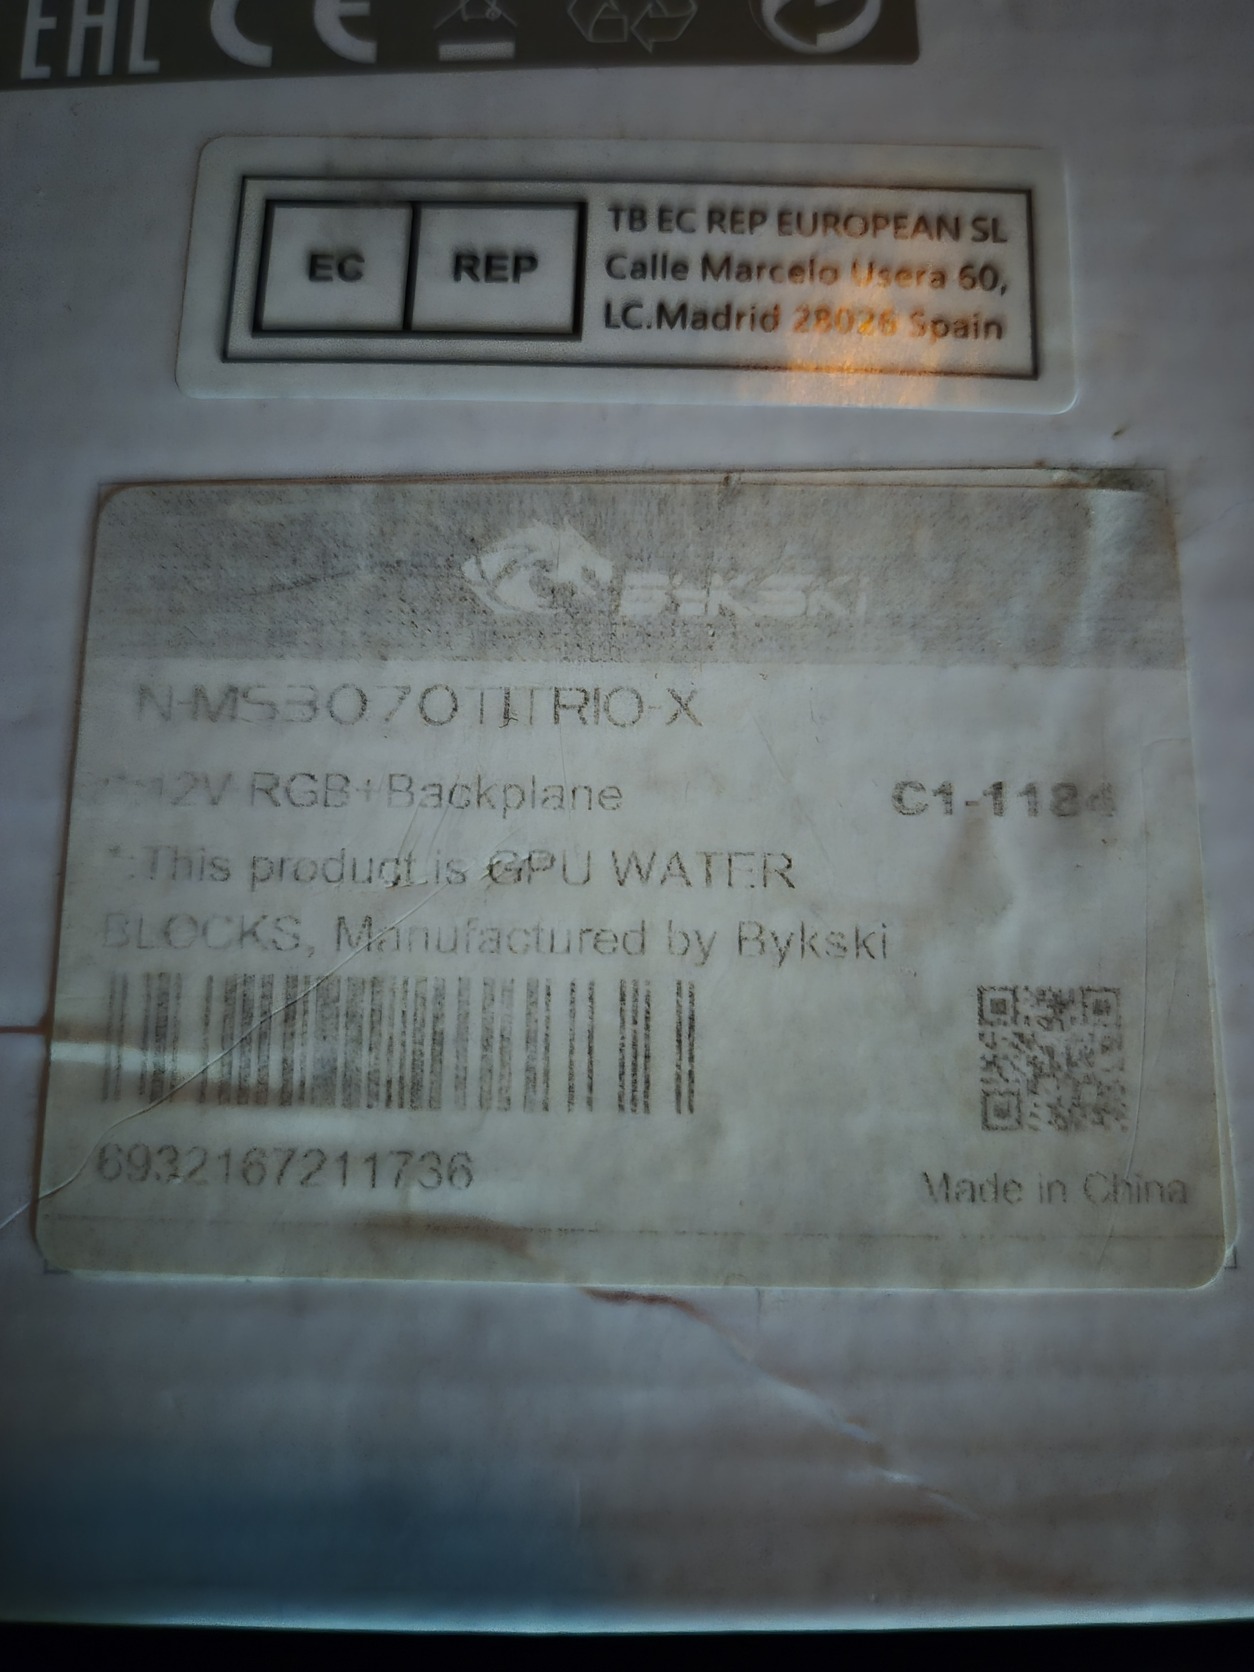 EHC CE
EC REP
TB EC REP EUROPEAN SL
Calle Marcelo Usera 60,
LC.Madrid 28026 Spain
BYKSKI
N-MS3070TITRIO-X
12V RGB+Backplane
C1-1184
*:This product is GPU WATER
BLOCKS, Manufactured by Bykski
6932167211736
Made in China